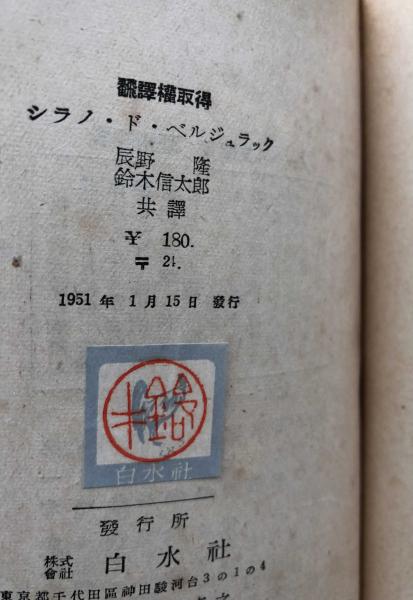 飜譯權取得
シラノ・ド・ベルジュラック
辰野 隆
鈴木信太郎
共譯
¥ 180.
〒 21.
1951 年 1 月 15 日 發行
鈴木
白水社
發行所
株式會社 白水社
東京都千代田區神田駿河台3の1の4